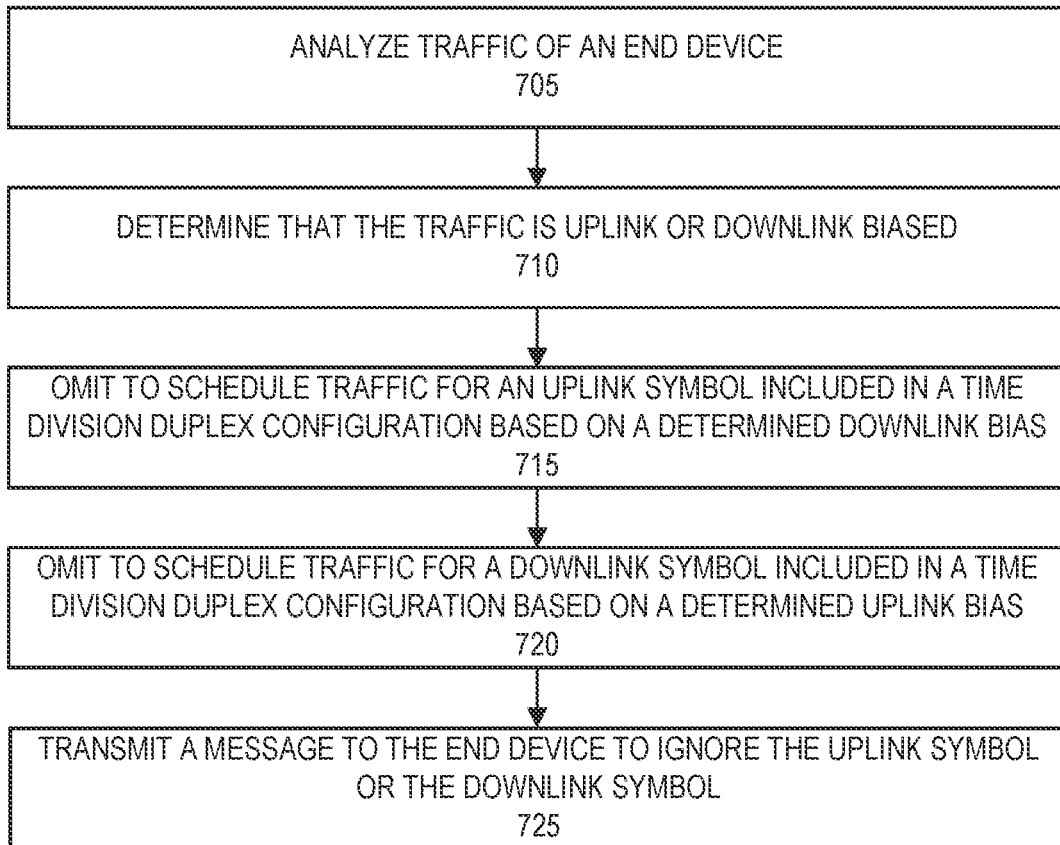 ANALYZE TRAFFIC OF AN END DEVICE
705
DETERMINE THAT THE TRAFFIC IS UPLINK OR DOWNLINK BIASED
710
OMIT TO SCHEDULE TRAFFIC FOR AN UPLINK SYMBOL INCLUDED IN A TIME
DIVISION DUPLEX CONFIGURATION BASED ON A DETERMINED DOWNLINK BIAS
715
OMIT TO SCHEDULE TRAFFIC FOR A DOWNLINK SYMBOL INCLUDED IN A TIME
DIVISION DUPLEX CONFIGURATION BASED ON A DETERMINED UPLINK BIAS
720
TRANSMIT A MESSAGE TO THE END DEVICE TO IGNORE THE UPLINK SYMBOL
OR THE DOWNLINK SYMBOL
725